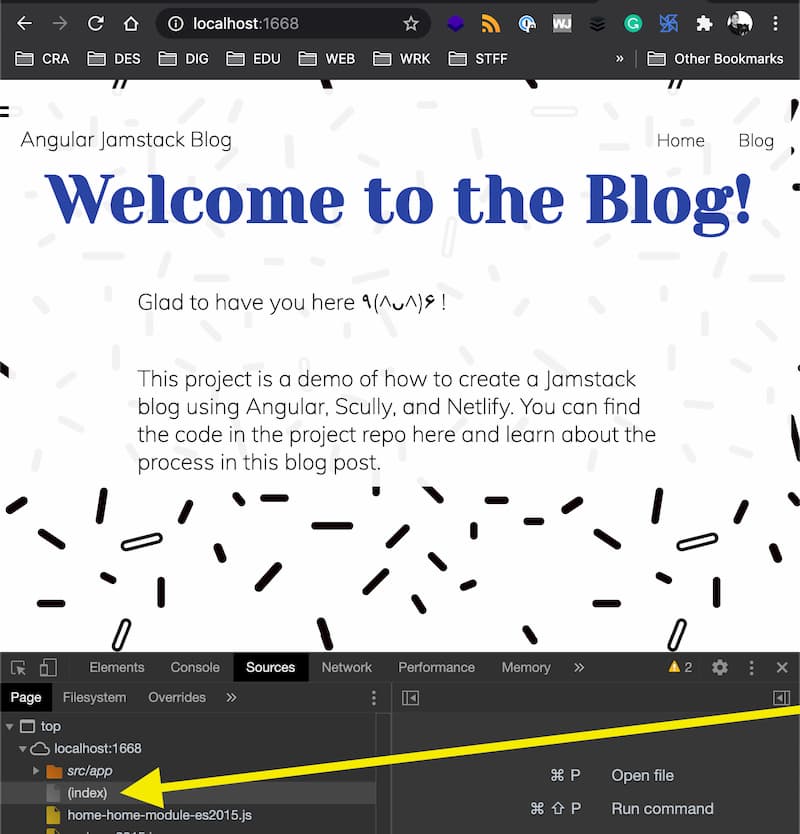 localhost:1668
WJ
G
CRA DES DIG EDU WEB WRK STFF » Other Bookmarks
Angular Jamstack Blog Home Blog
Welcome to the Blog!
Glad to have you here ٩(^ᴗ^)۶ !
This project is a demo of how to create a Jamstack
blog using Angular, Scully, and Netlify. You can find
the code in the project repo here and learn about the
process in this blog post.
Elements Console Sources Network Performance Memory » 2
Page Filesystem Overrides »
top
localhost:1668
src/app
(index)
home-home-module-es2015.js
⌘ P Open file
⌘ ⇧ P Run command